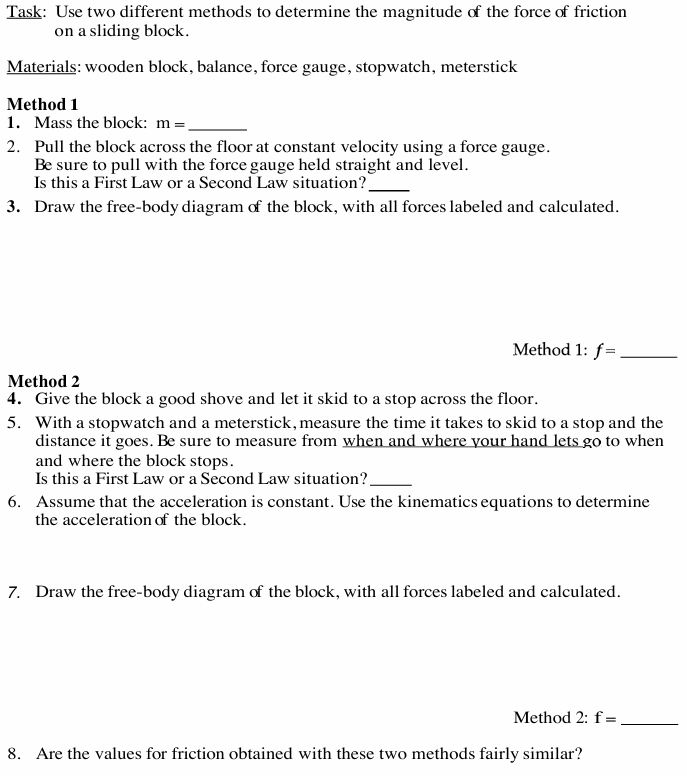 Task: Use two different methods to determine the magnitude of the force of friction
on a sliding block.
Materials: wooden block, balance, force gauge, stopwatch, meterstick
Method 1
1. Mass the block: m = ______
2. Pull the block across the floor at constant velocity using a force gauge.
Be sure to pull with the force gauge held straight and level.
Is this a First Law or a Second Law situation?____
3. Draw the free-body diagram of the block, with all forces labeled and calculated.
Method 1: f= ______
Method 2
4. Give the block a good shove and let it skid to a stop across the floor.
5. With a stopwatch and a meterstick, measure the time it takes to skid to a stop and the
distance it goes. Be sure to measure from when and where your hand lets go to when
and where the block stops.
Is this a First Law or a Second Law situation?____
6. Assume that the acceleration is constant. Use the kinematics equations to determine
the acceleration of the block.
7. Draw the free-body diagram of the block, with all forces labeled and calculated.
Method 2: f = ______
8. Are the values for friction obtained with these two methods fairly similar?